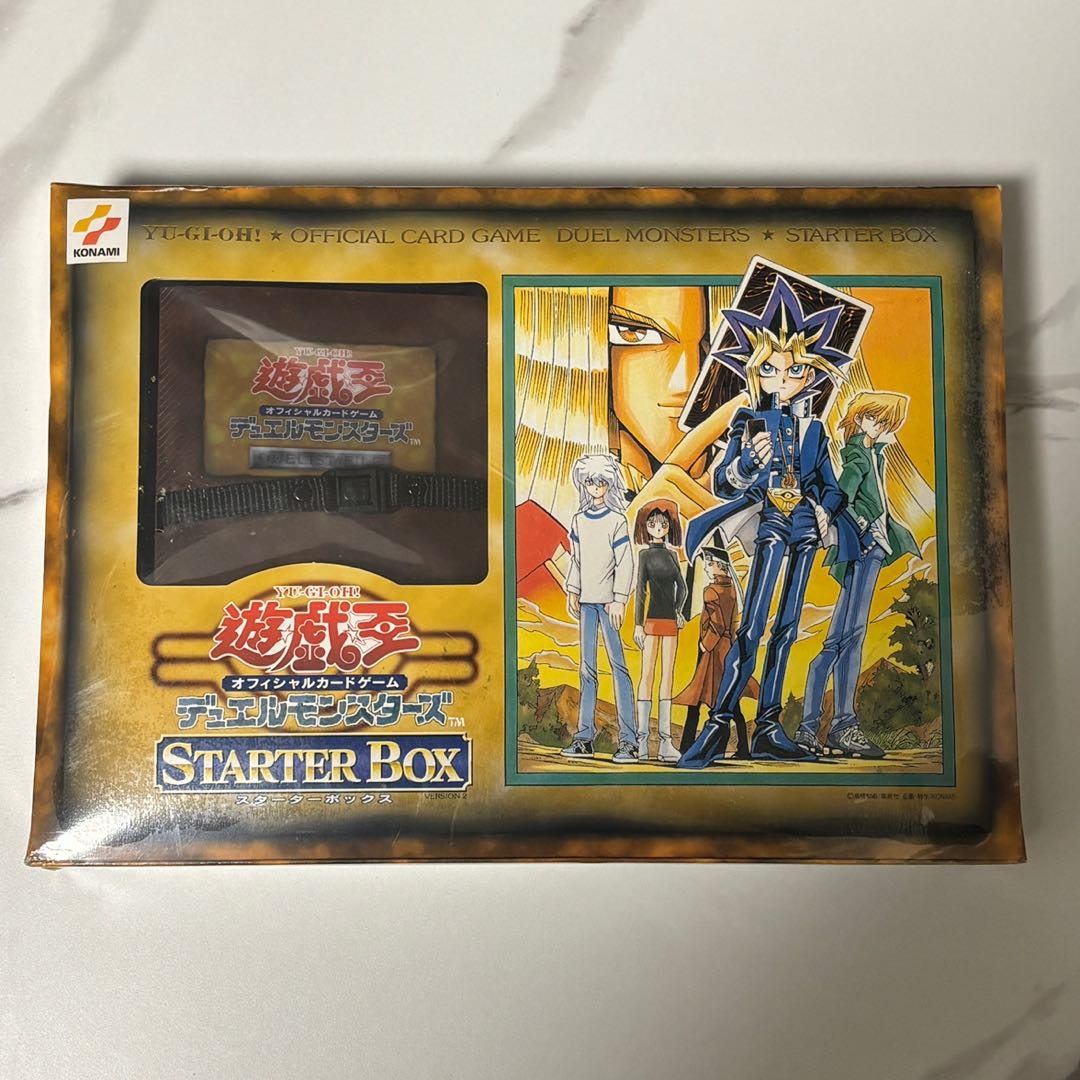 KONAMI
YU-GI-OH! ★ OFFICIAL CARD GAME DUEL MONSTERS ★ STARTER BOX
YU-GI-OH!
遊戯王
オフィシャルカードゲーム
デュエルモンスターズ™
YU-GI-OH!
遊戯王
オフィシャルカードゲーム
デュエルモンスターズ™
STARTER BOX
スターターボックス
VERSION 2